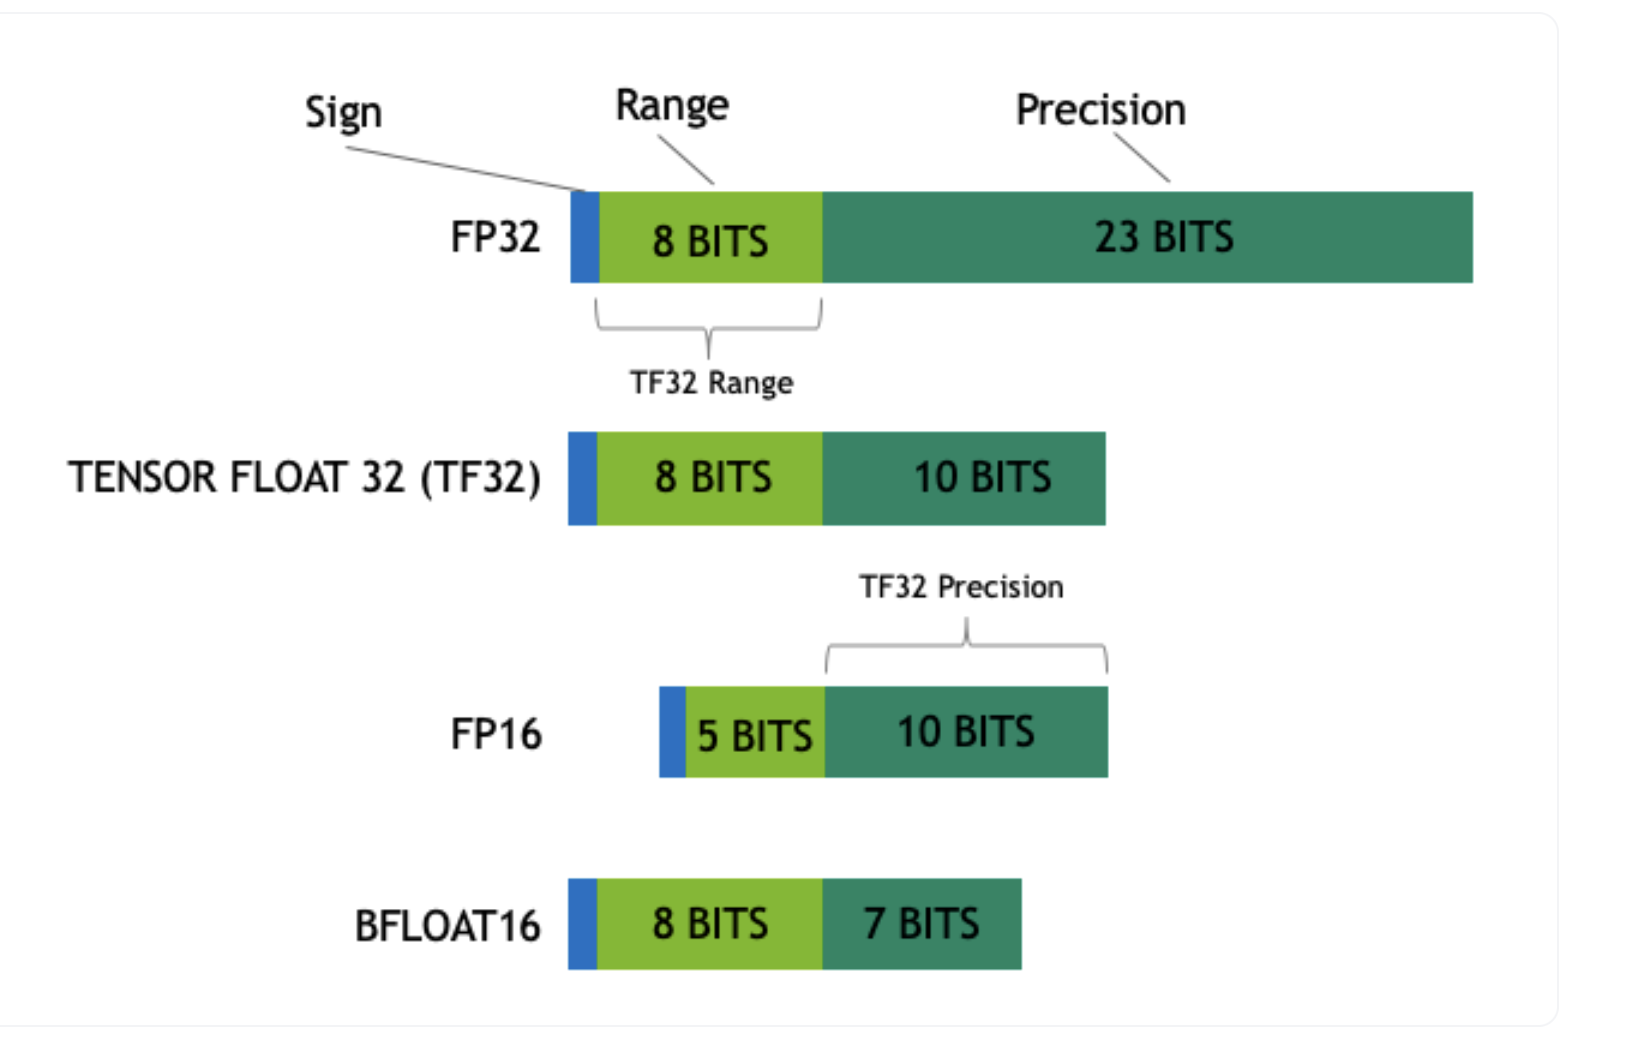 Sign
Range
Precision
FP32
8 BITS
23 BITS
TF32 Range
TENSOR FLOAT 32 (TF32)
8 BITS
10 BITS
TF32 Precision
FP16
5 BITS
10 BITS
BFLOAT16
8 BITS
7 BITS